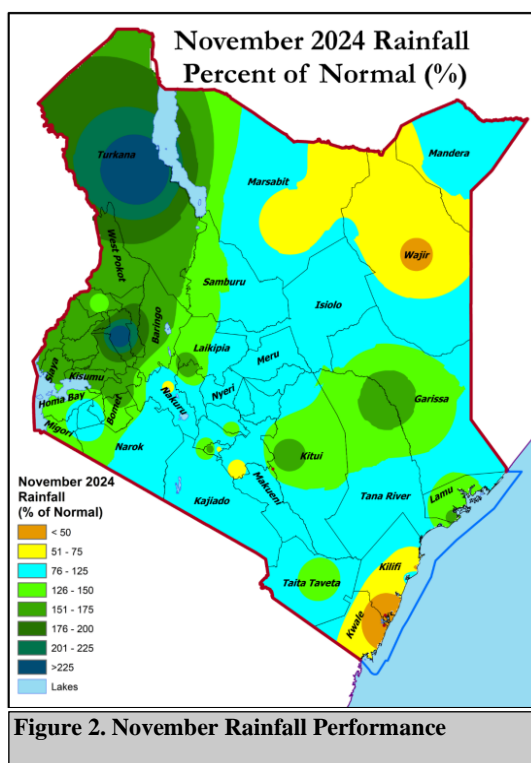 November 2024 Rainfall
Percent of Normal (%)
Turkana
Mandera
Marsabit
West Pokot
Wajir
Samburu
Isiolo
Baringo
Laikipia
Meru
Siaya
Kisumu
Homa Bay
Bomet
Nakuru
Nyeri
Garissa
Migori
Narok
Kitui
Makueni
Lamu
Kajiado
Tana River
Kilifi
Taita Taveta
Kwale
November 2024
Rainfall
(% of Normal)
< 50
51 - 75
76 - 125
126 - 150
151 - 175
176 - 200
201 - 225
>225
Lakes
Figure 2. November Rainfall Performance